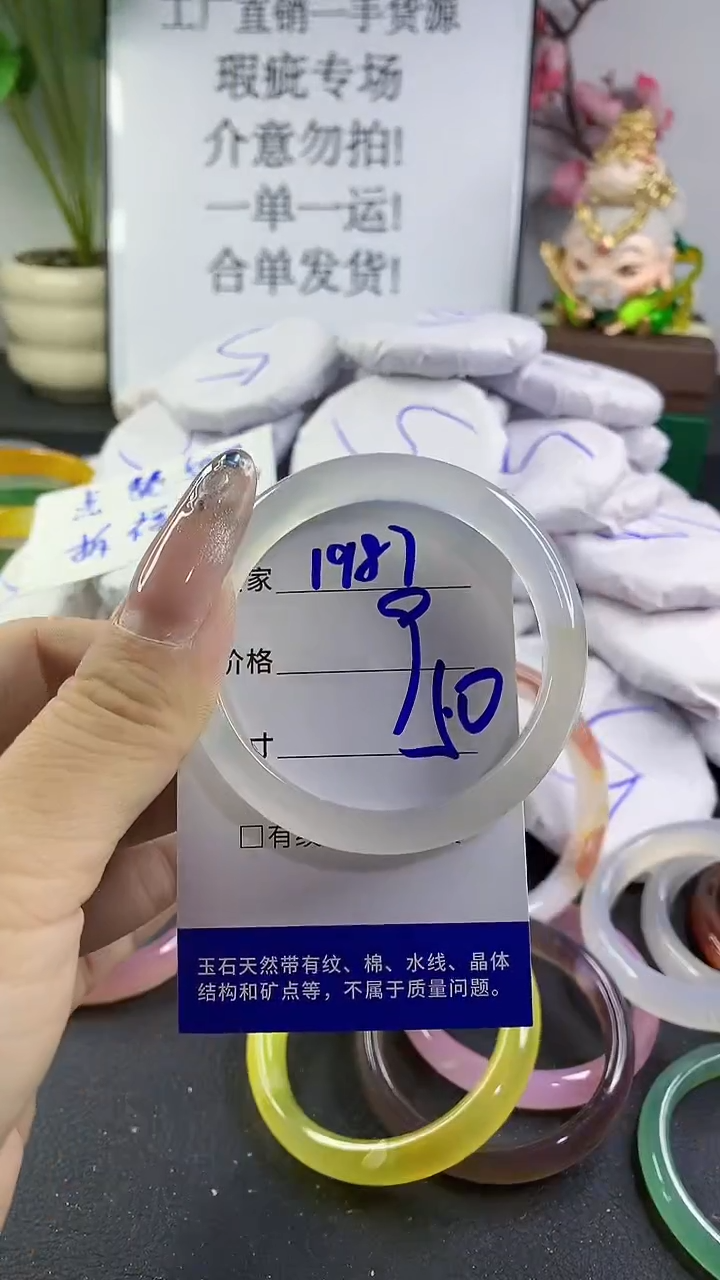 工厂直销一手货源
瑕疵专场
介意勿拍!
一单一运!
合单发货!
家 1987
价格
寸 50
□有纹
玉石天然带有纹、棉、水线、晶体
结构和矿点等，不属于质量问题。